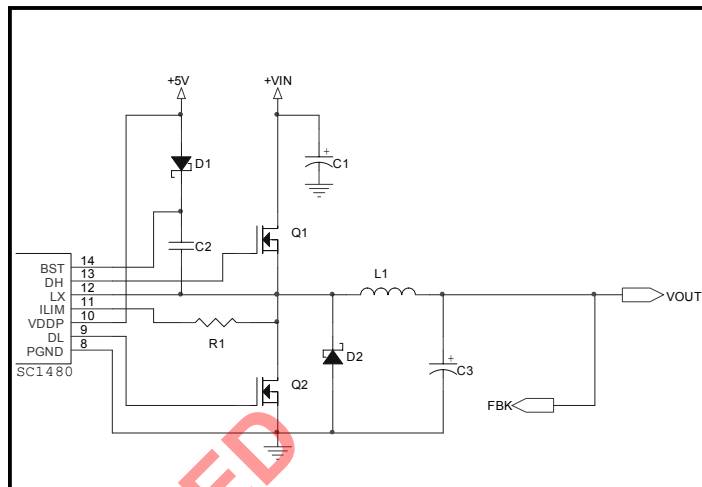 +5V
+VIN
D1
C1
Q1
C2
14
BST
13
DH
12
LX
11
ILIM
10
VDDP
9
DL
8
PGND
SC1480
L1
VOUT
R1
D2
C3
Q2
FBK
ED